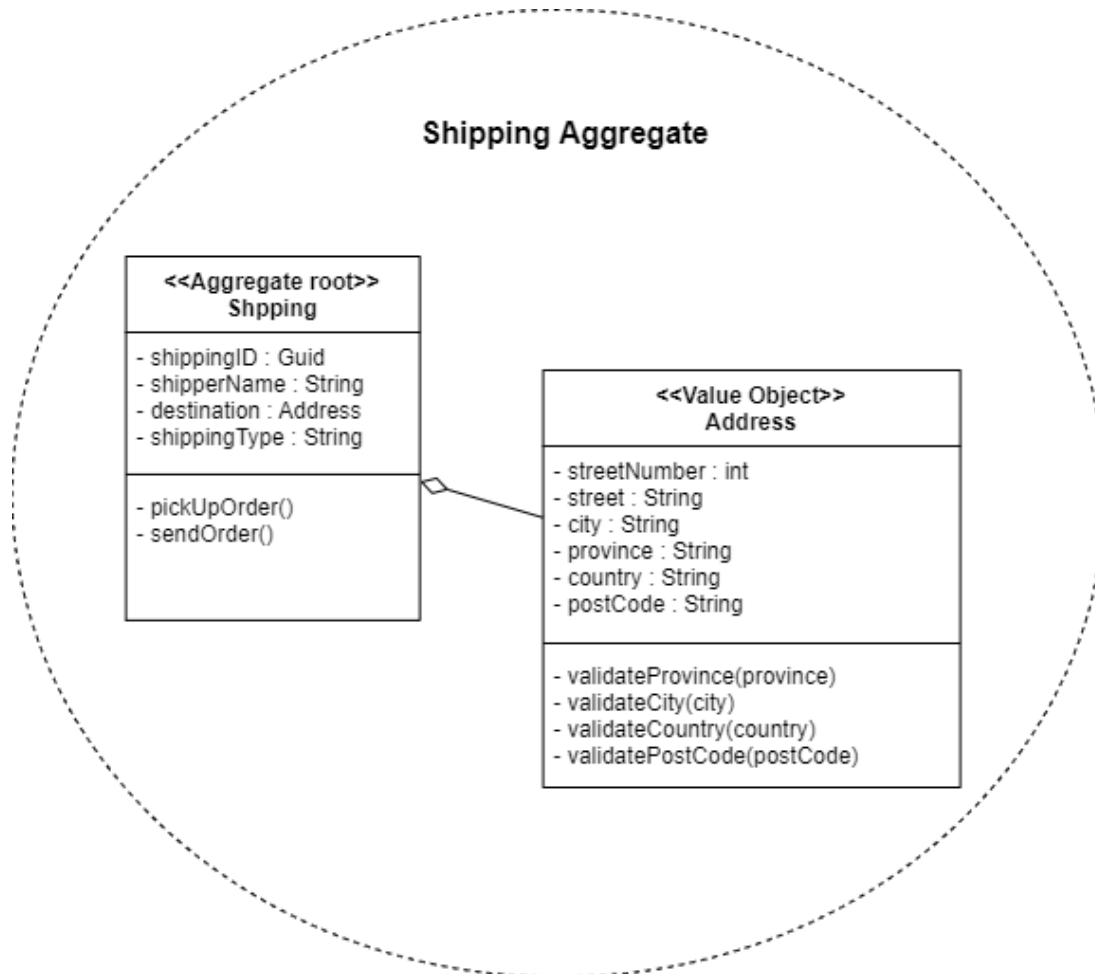 Shipping Aggregate
<<Aggregate root>>
Shpping
- shippingID : Guid
- shipperName : String
- destination : Address
- shippingType : String
- pickUpOrder()
- sendOrder()
<<Value Object>>
Address
- streetNumber : int
- street : String
- city : String
- province : String
- country : String
- postCode : String
- validateProvince(province)
- validateCity(city)
- validateCountry(country)
- validatePostCode(postCode)